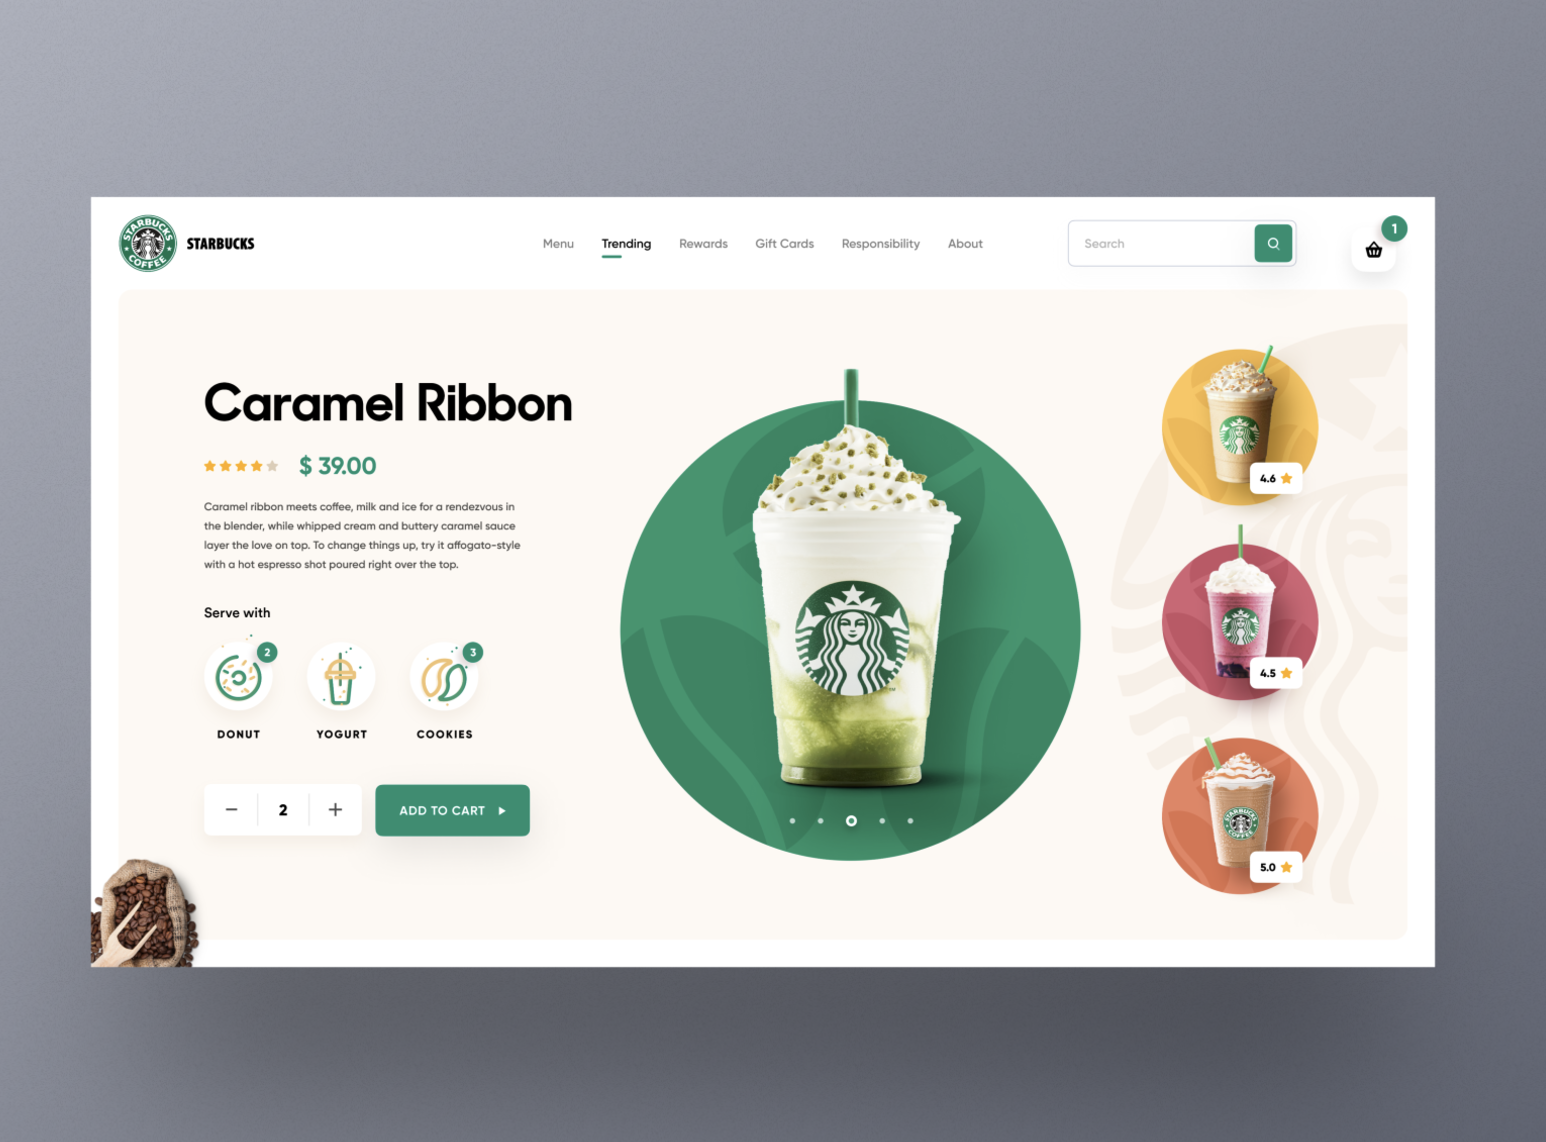 STARBUCKS
COFFEE
STARBUCKS
Menu
Trending
Rewards
Gift Cards
Responsibility
About
Search
1
Caramel Ribbon
$ 39.00
Caramel ribbon meets coffee, milk and ice for a rendezvous in
the blender, while whipped cream and buttery caramel sauce
layer the love on top. To change things up, try it affogato-style
with a hot espresso shot poured right over the top.
Serve with
2
3
DONUT
YOGURT
COOKIES
2
ADD TO CART
TM
4.6
4.5
STARBUCKS
COFFEE
5.0